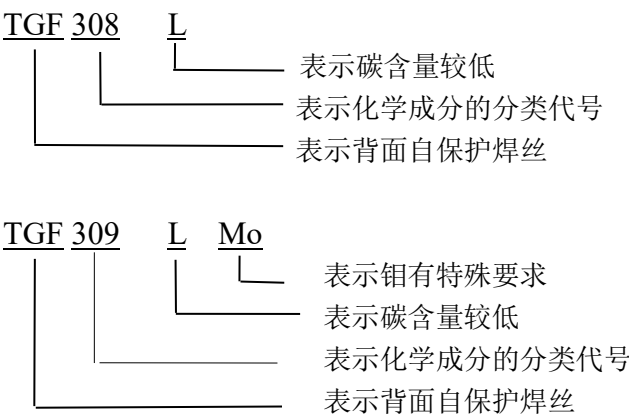 TGF 308 L
表示碳含量较低
表示化学成分的分类代号
表示背面自保护焊丝
TGF 309 L Mo
表示钼有特殊要求
表示碳含量较低
表示化学成分的分类代号
表示背面自保护焊丝